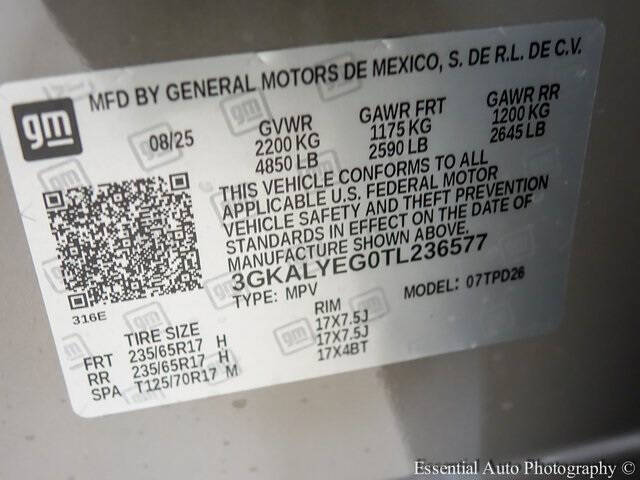 gm
MFD BY GENERAL MOTORS DE MEXICO, S. DE R.L. DE C.V.
08/25
GVWR GAWR FRT GAWR RR
2200 KG 1175 KG 1200 KG
4850 LB 2590 LB 2645 LB
THIS VEHICLE CONFORMS TO ALL
APPLICABLE U.S. FEDERAL MOTOR
VEHICLE SAFETY AND THEFT PREVENTION
STANDARDS IN EFFECT ON THE DATE OF
MANUFACTURE SHOWN ABOVE.
3GKALYEG0TL236577
TYPE: MPV MODEL: 07TPD26
316E
TIRE SIZE RIM
FRT 235/65R17 H 17X7.5J
RR 235/65R17 H 17X7.5J
SPA T125/70R17 M 17X4BT
Essential Auto Photography (C)